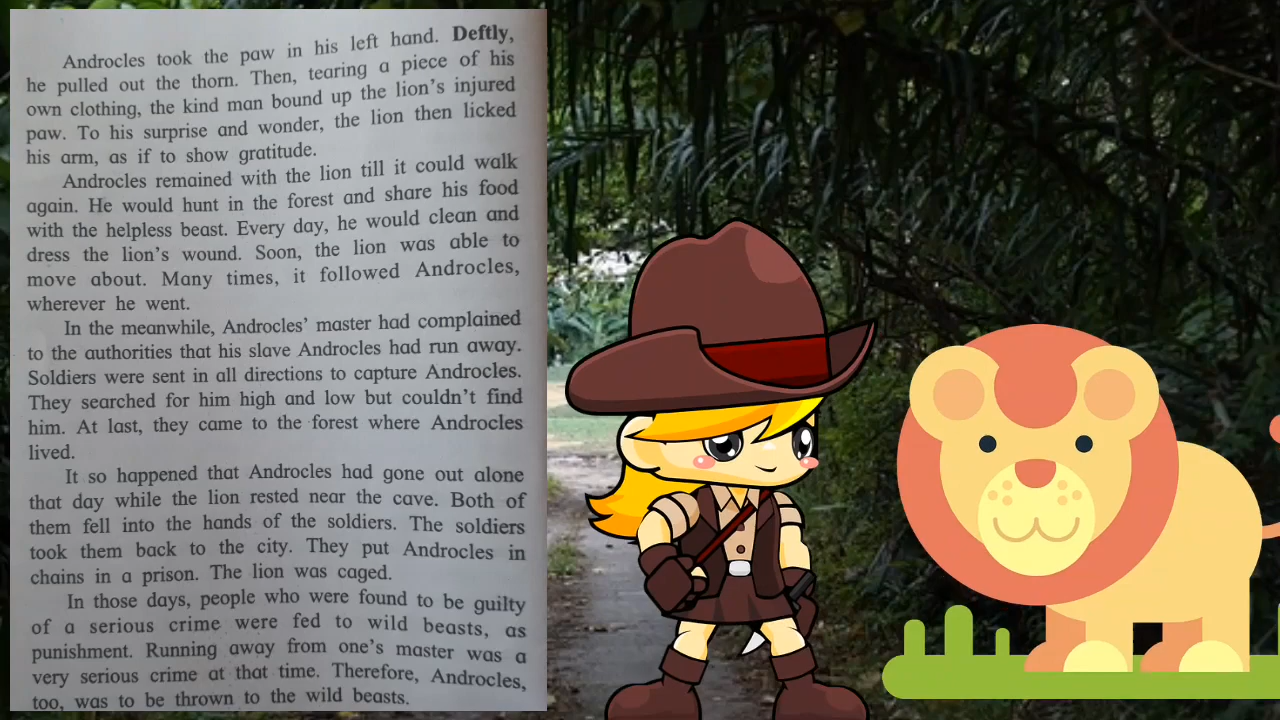 Androcles took the paw in his left hand. Deftly,
he pulled out the thorn. Then, tearing a piece of his
own clothing, the kind man bound up the lion's injured
paw. To his surprise and wonder, the lion then licked
his arm, as if to show gratitude.
Androcles remained with the lion till it could walk
again. He would hunt in the forest and share his food
with the helpless beast. Every day, he would clean and
dress the lion's wound. Soon, the lion was able to
move about. Many times, it followed Androcles,
wherever he went.
In the meanwhile, Androcles' master had complained
to the authorities that his slave Androcles had run away.
Soldiers were sent in all directions to capture Androcles.
They searched for him high and low but couldn't find
him. At last, they came to the forest where Androcles
lived.
It so happened that Androcles had gone out alone
that day while the lion rested near the cave. Both of
them fell into the hands of the soldiers. The soldiers
took them back to the city. They put Androcles in
chains in a prison. The lion was caged.
In those days, people who were found to be guilty
of a serious crime were fed to wild beasts, as
punishment. Running away from one's master was a
very serious crime at that time. Therefore, Androcles,
too, was to be thrown to the wild beasts.